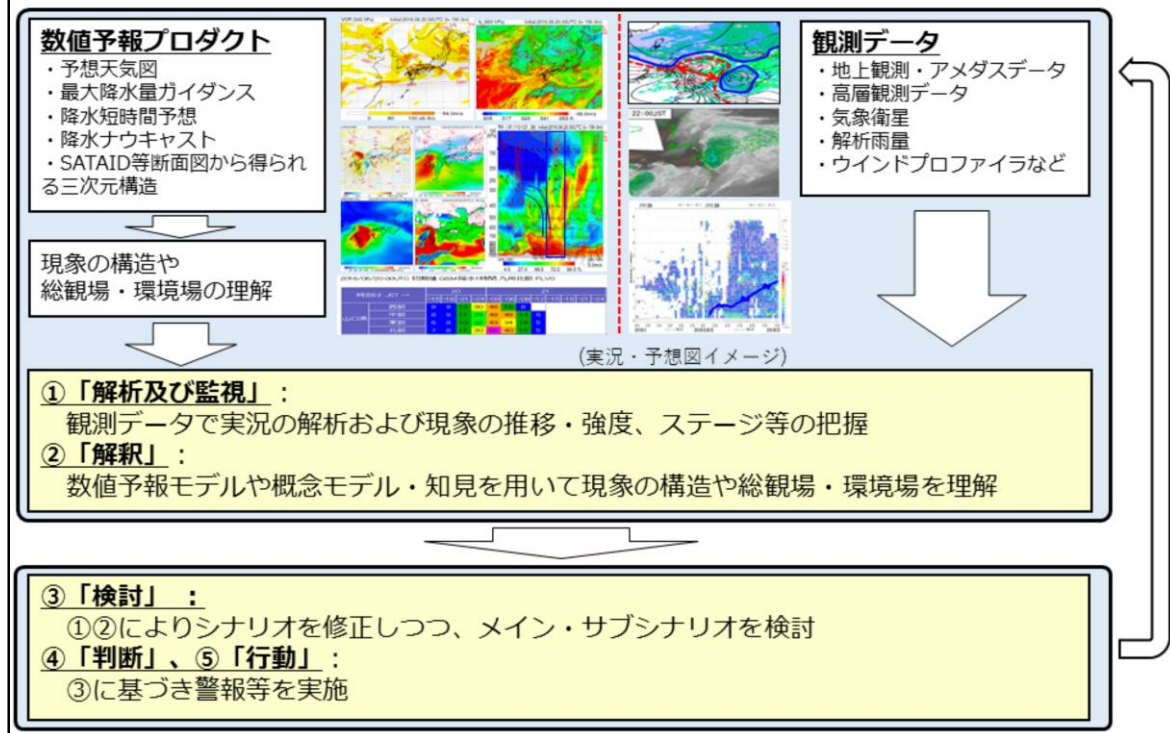 数値予報プロダクト
・予想天気図
・最大降水量ガイダンス
・降水短時間予想
・降水ナウキャスト
・SATAID等断面図から得られ
る三次元構造
現象の構造や
総観場・環境場の理解
22:00JST
観測データ
・地上観測・アメダスデータ
・高層観測データ
・気象衛星
・解析雨量
・ウインドプロファイラなど
(実況・予想図イメージ)
①「解析及び監視」:
観測データで実況の解析および現象の推移・強度、ステージ等の把握
②「解釈」:
数値予報モデルや概念モデル・知見を用いて現象の構造や総観場・環境場を理解
③「検討」 :
①②によりシナリオを修正しつつ、メイン・サブシナリオを検討
④「判断」、⑤「行動」:
③に基づき警報等を実施